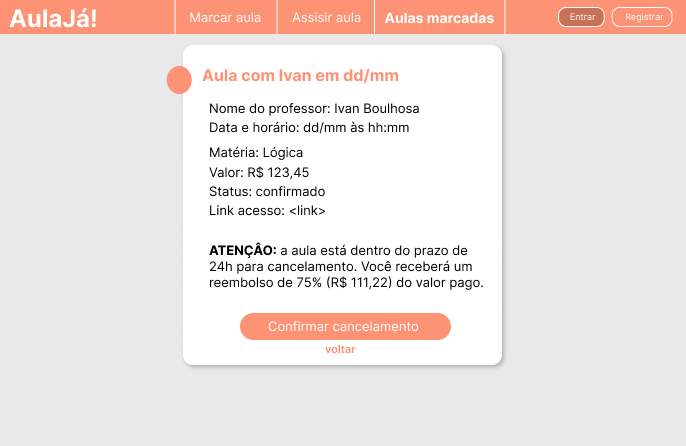 AulaJá!
Marcar aula
Assisir aula
Aulas marcadas
Entrar
Registrar
Aula com Ivan em dd/mm
Nome do professor: Ivan Boulhosa
Data e horário: dd/mm às hh:mm
Matéria: Lógica
Valor: R$ 123,45
Status: confirmado
Link acesso: <link>
ATENÇÂO: a aula está dentro do prazo de
24h para cancelamento. Você receberá um
reembolso de 75% (R$ 111,22) do valor pago.
Confirmar cancelamento
voltar